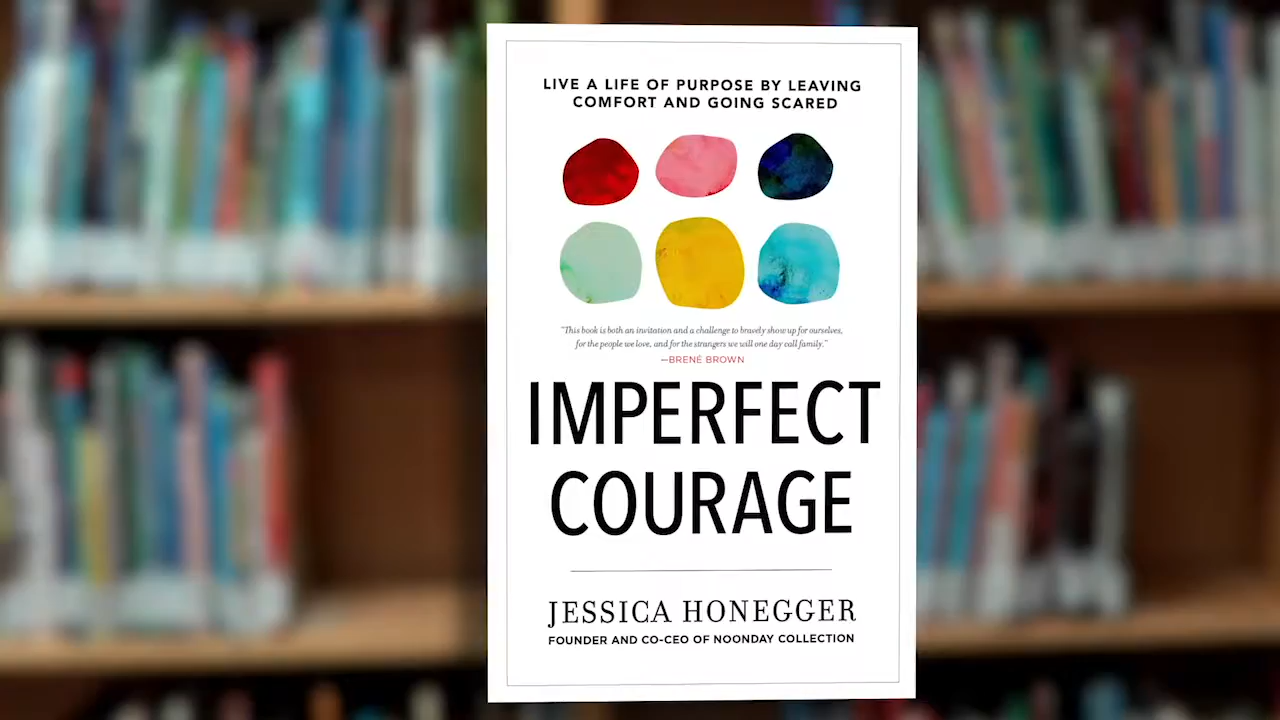 LIVE A LIFE OF PURPOSE BY LEAVING
COMFORT AND GOING SCARED
"This book is both an invitation and a challenge to bravely show up for ourselves,
for the people we love, and for the strangers we will one day call family."
—BRENÉ BROWN
IMPERFECT
COURAGE
JESSICA HONEGGER
FOUNDER AND CO-CEO OF NOONDAY COLLECTION